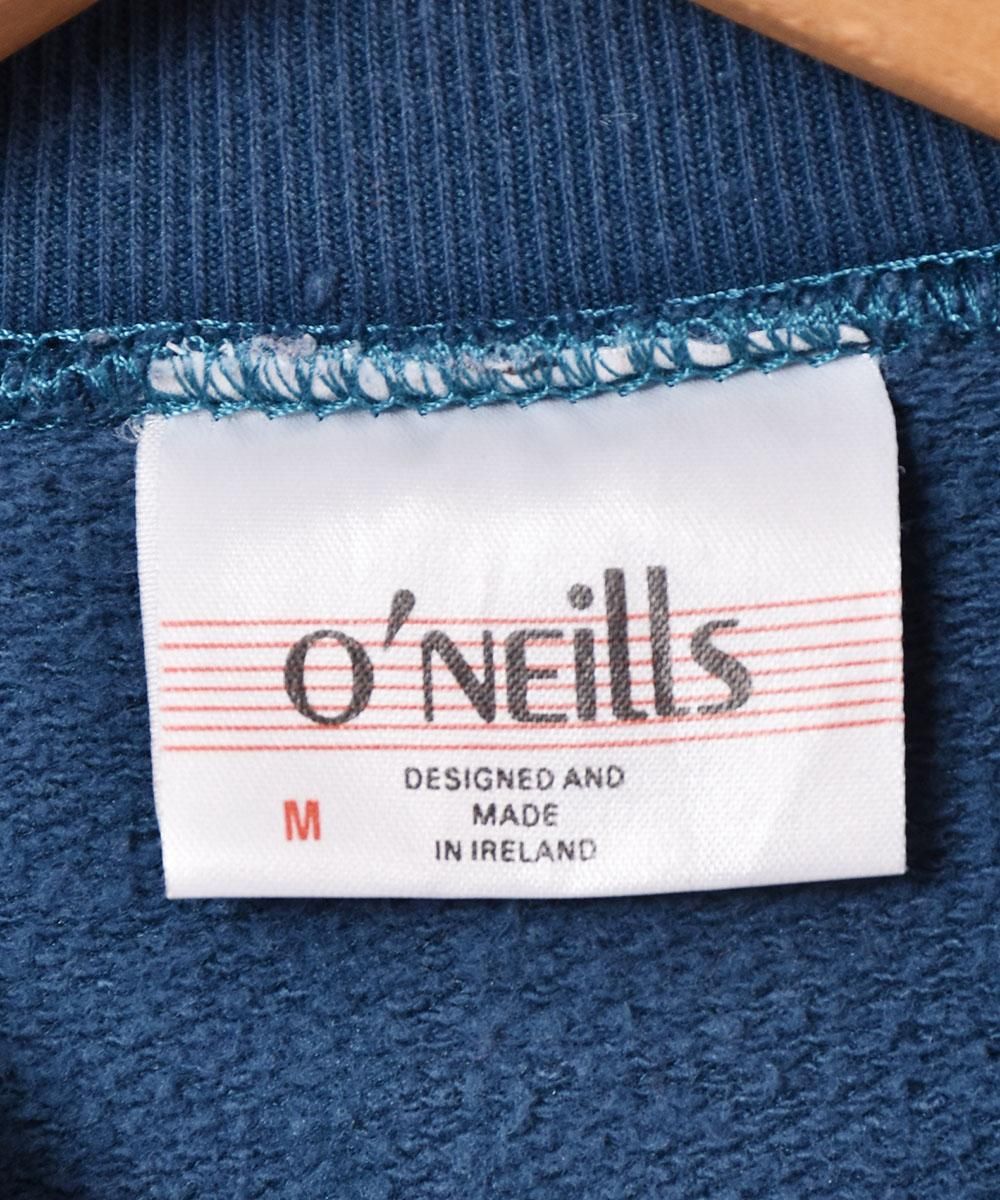 O'NEills
DESIGNED AND
M MADE
IN IRELAND